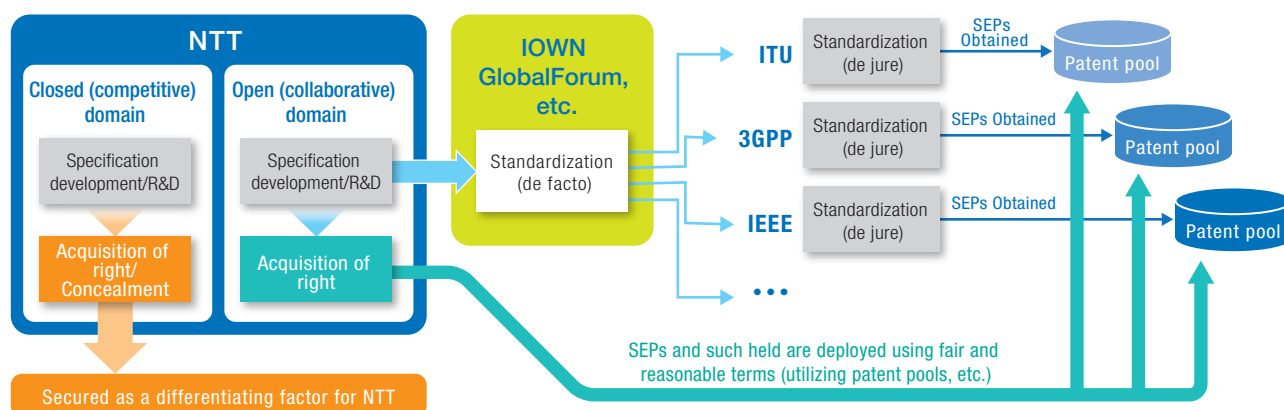 NTT
Closed (competitive)
domain
Specification
development/R&D
Acquisition of
right/
Concealment
Secured as a differentiating factor for NTT
Open (collaborative)
domain
Specification
development/R&D
Acquisition of
right
IOWN
GlobalForum,
etc.
Standardization
(de facto)
ITU
Standardization
(de jure)
SEPs
Obtained
Patent pool
3GPP
Standardization
(de jure)
SEPs Obtained
Patent pool
IEEE
Standardization
(de jure)
SEPs Obtained
Patent pool
•••
SEPs and such held are deployed using fair and
reasonable terms (utilizing patent pools, etc.)